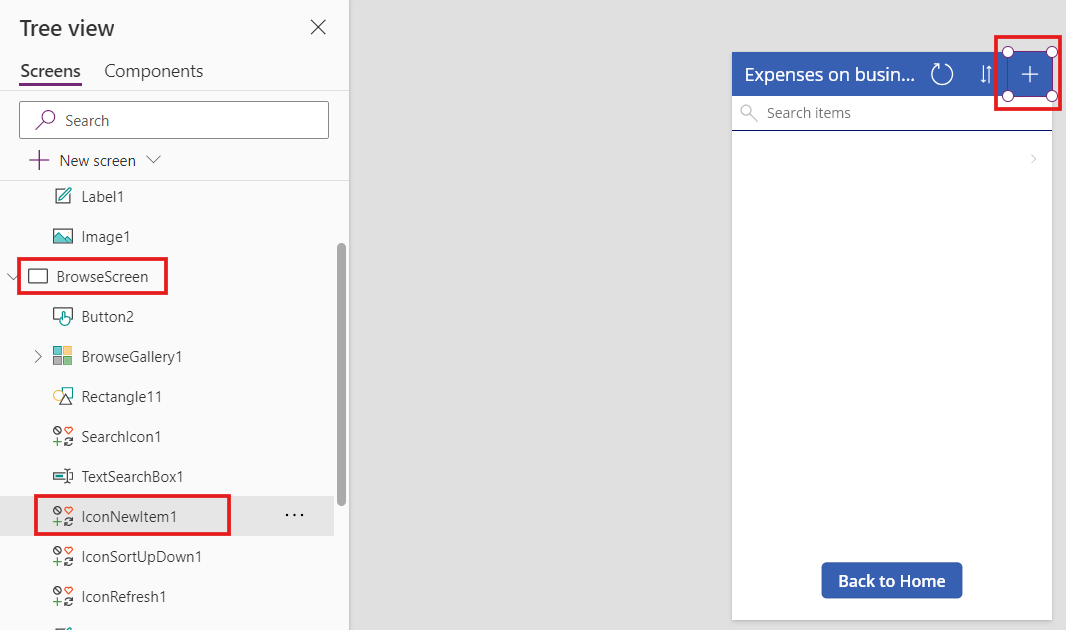 Tree view
Screens Components
Search
New screen
Label1
Image1
BrowseScreen
Button2
BrowseGallery1
Rectangle11
SearchIcon1
TextSearchBox1
IconNewItem1
IconSortUpDown1
IconRefresh1
Expenses on busin...
Search items
Back to Home